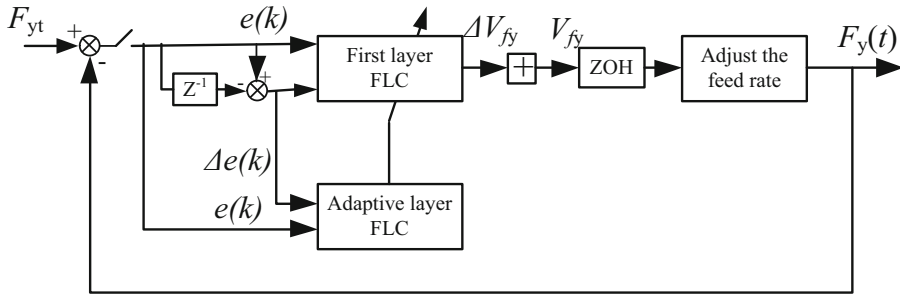 F_yt
+
-
e(k)
Z⁻¹
-
+
First layer
FLC
ΔV_fy
+
V_fy
ZOH
Adjust the
feed rate
F_y(t)
Δe(k)
e(k)
Adaptive layer
FLC